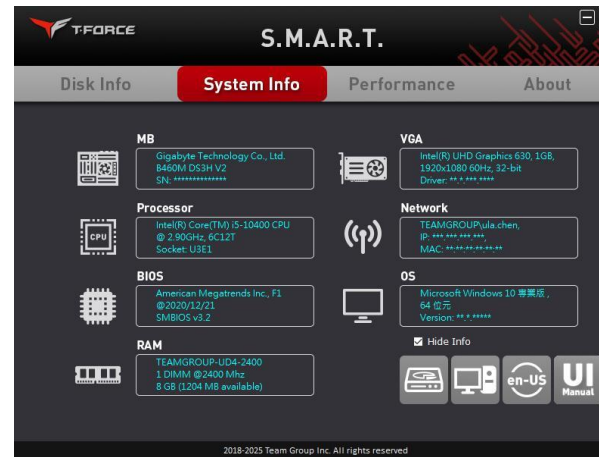 T-FORCE
S.M.A.R.T.
Disk Info
System Info
Performance
About
MB
Gigabyte Technology Co., Ltd.
B460M DS3H V2
SN: **************
Processor
Intel(R) Core(TM) i5-10400 CPU
@ 2.90GHz, 6C12T
Socket: U3E1
BIOS
American Megatrends Inc., F1
@2020/12/21
SMBIOS v3.2
RAM
TEAMGROUP-UD4-2400
1 DIMM @2400 Mhz
8 GB (1204 MB available)
VGA
Intel(R) UHD Graphics 630, 1GB,
1920x1080 60Hz, 32-bit
Driver: **.*.***.****
Network
TEAMGROUP\ula.chen,
IP: ***.***.***.***,
MAC: **:**:**:**:**:**
OS
Microsoft Windows 10 專業版 ,
64 位元
Version: **.*.*****
Hide Info
CPU
en-US
UI
Manual
2018-2025 Team Group Inc. All rights reserved